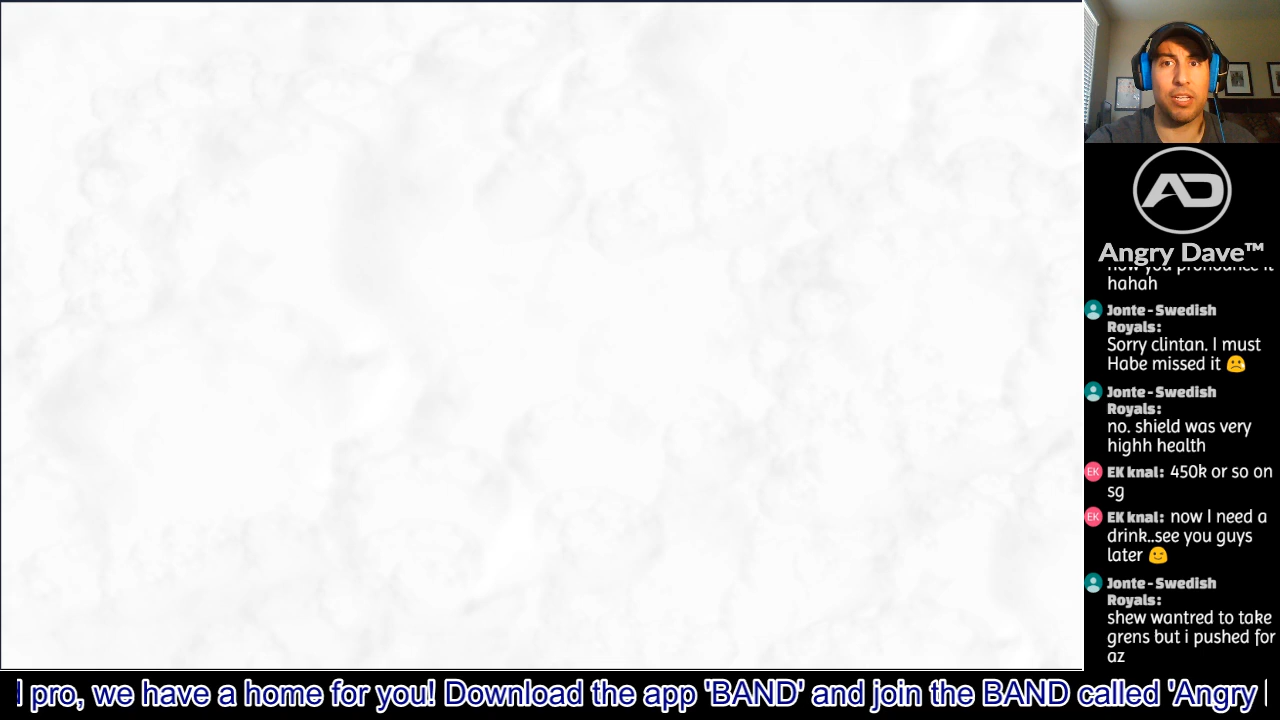 AD
Angry Dave™
how you pronounce it
hahah
Jonte - Swedish
Royals:
Sorry clintan. I must
Habe missed it
Jonte - Swedish
Royals:
no. shield was very
highh health
EK
EK knal: 450k or so on
sg
EK
EK knal: now I need a
drink..see you guys
later
Jonte - Swedish
Royals:
shew wantred to take
grens but i pushed for
az
pro, we have a home for you! Download the app 'BAND' and join the BAND called 'Angry